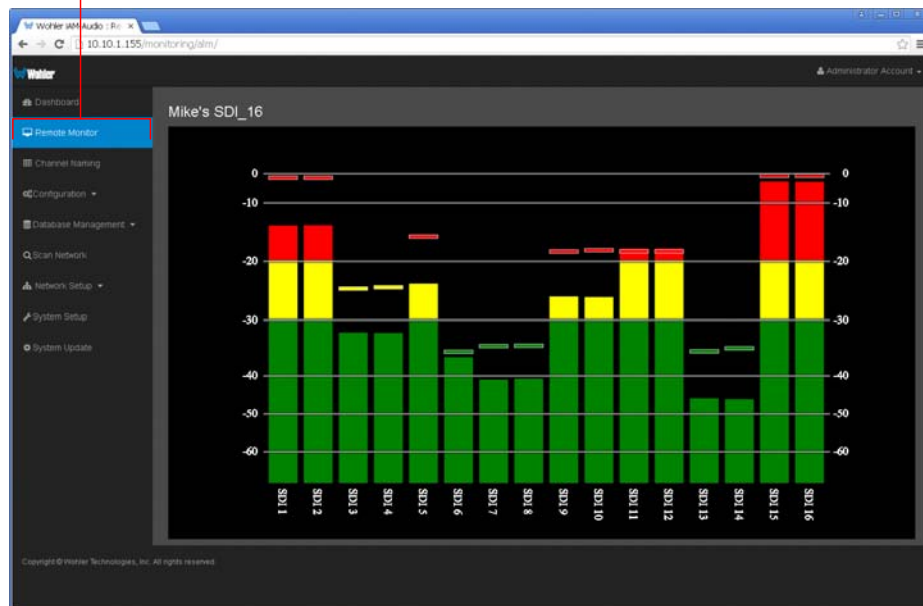 Wohler iAM-Audio : Re
10.10.1.155/monitoring/alm/
Wohler
Administrator Account
Dashboard
Remote Monitor
Channel Naming
Configuration
Database Management
Scan Network
Network Setup
System Setup
System Update
Mike's SDI_16
0 0
-10 -10
-20 -20
-30 -30
-40 -40
-50 -50
-60 -60
SDI 1
SDI 2
SDI 3
SDI 4
SDI 5
SDI 6
SDI 7
SDI 8
SDI 9
SDI 10
SDI 11
SDI 12
SDI 13
SDI 14
SDI 15
SDI 16
Copyright © Wohler Technologies, Inc. All rights reserved.